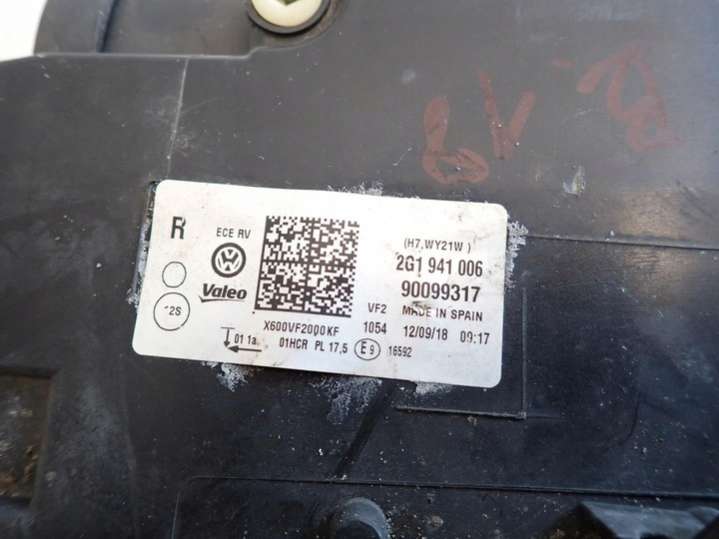 R
ECE RV
(H7,WY21W)
2G1 941 006
Valeo
90099317
12S
VF2 MADE IN SPAIN
X600VF2000KF
1054 12/09/18 09:17
01 1a
01HCR PL 17,5 E9 16592